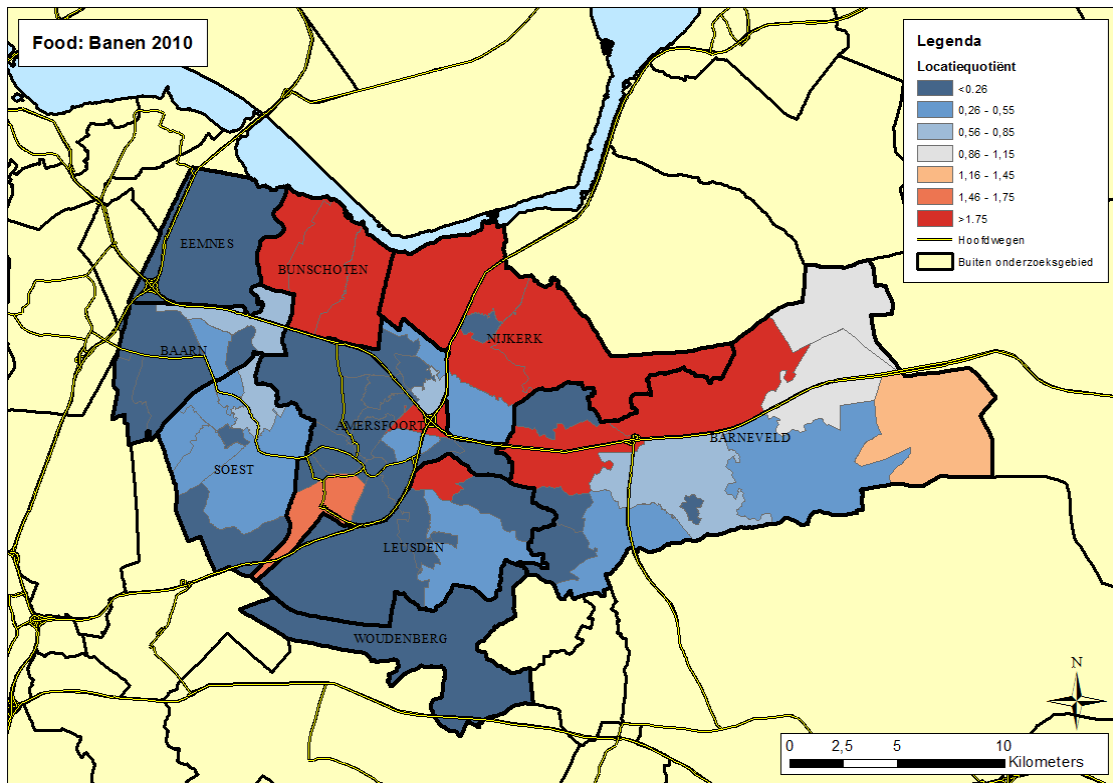 Food: Banen 2010
Legenda
Locatiequotiënt
<0.26
0,26 - 0,55
0,56 - 0,85
0,86 - 1,15
1,16 - 1,45
1,46 - 1,75
>1.75
Hoofdwegen
Buiten onderzoeksgebied
EEMNES
BUNSCHOTEN
NIJKERK
BAARN
AMERSFOORT
BARNEVELD
SOEST
LEUSDEN
WOUDENBERG
N
0 2,5 5 10
Kilometers